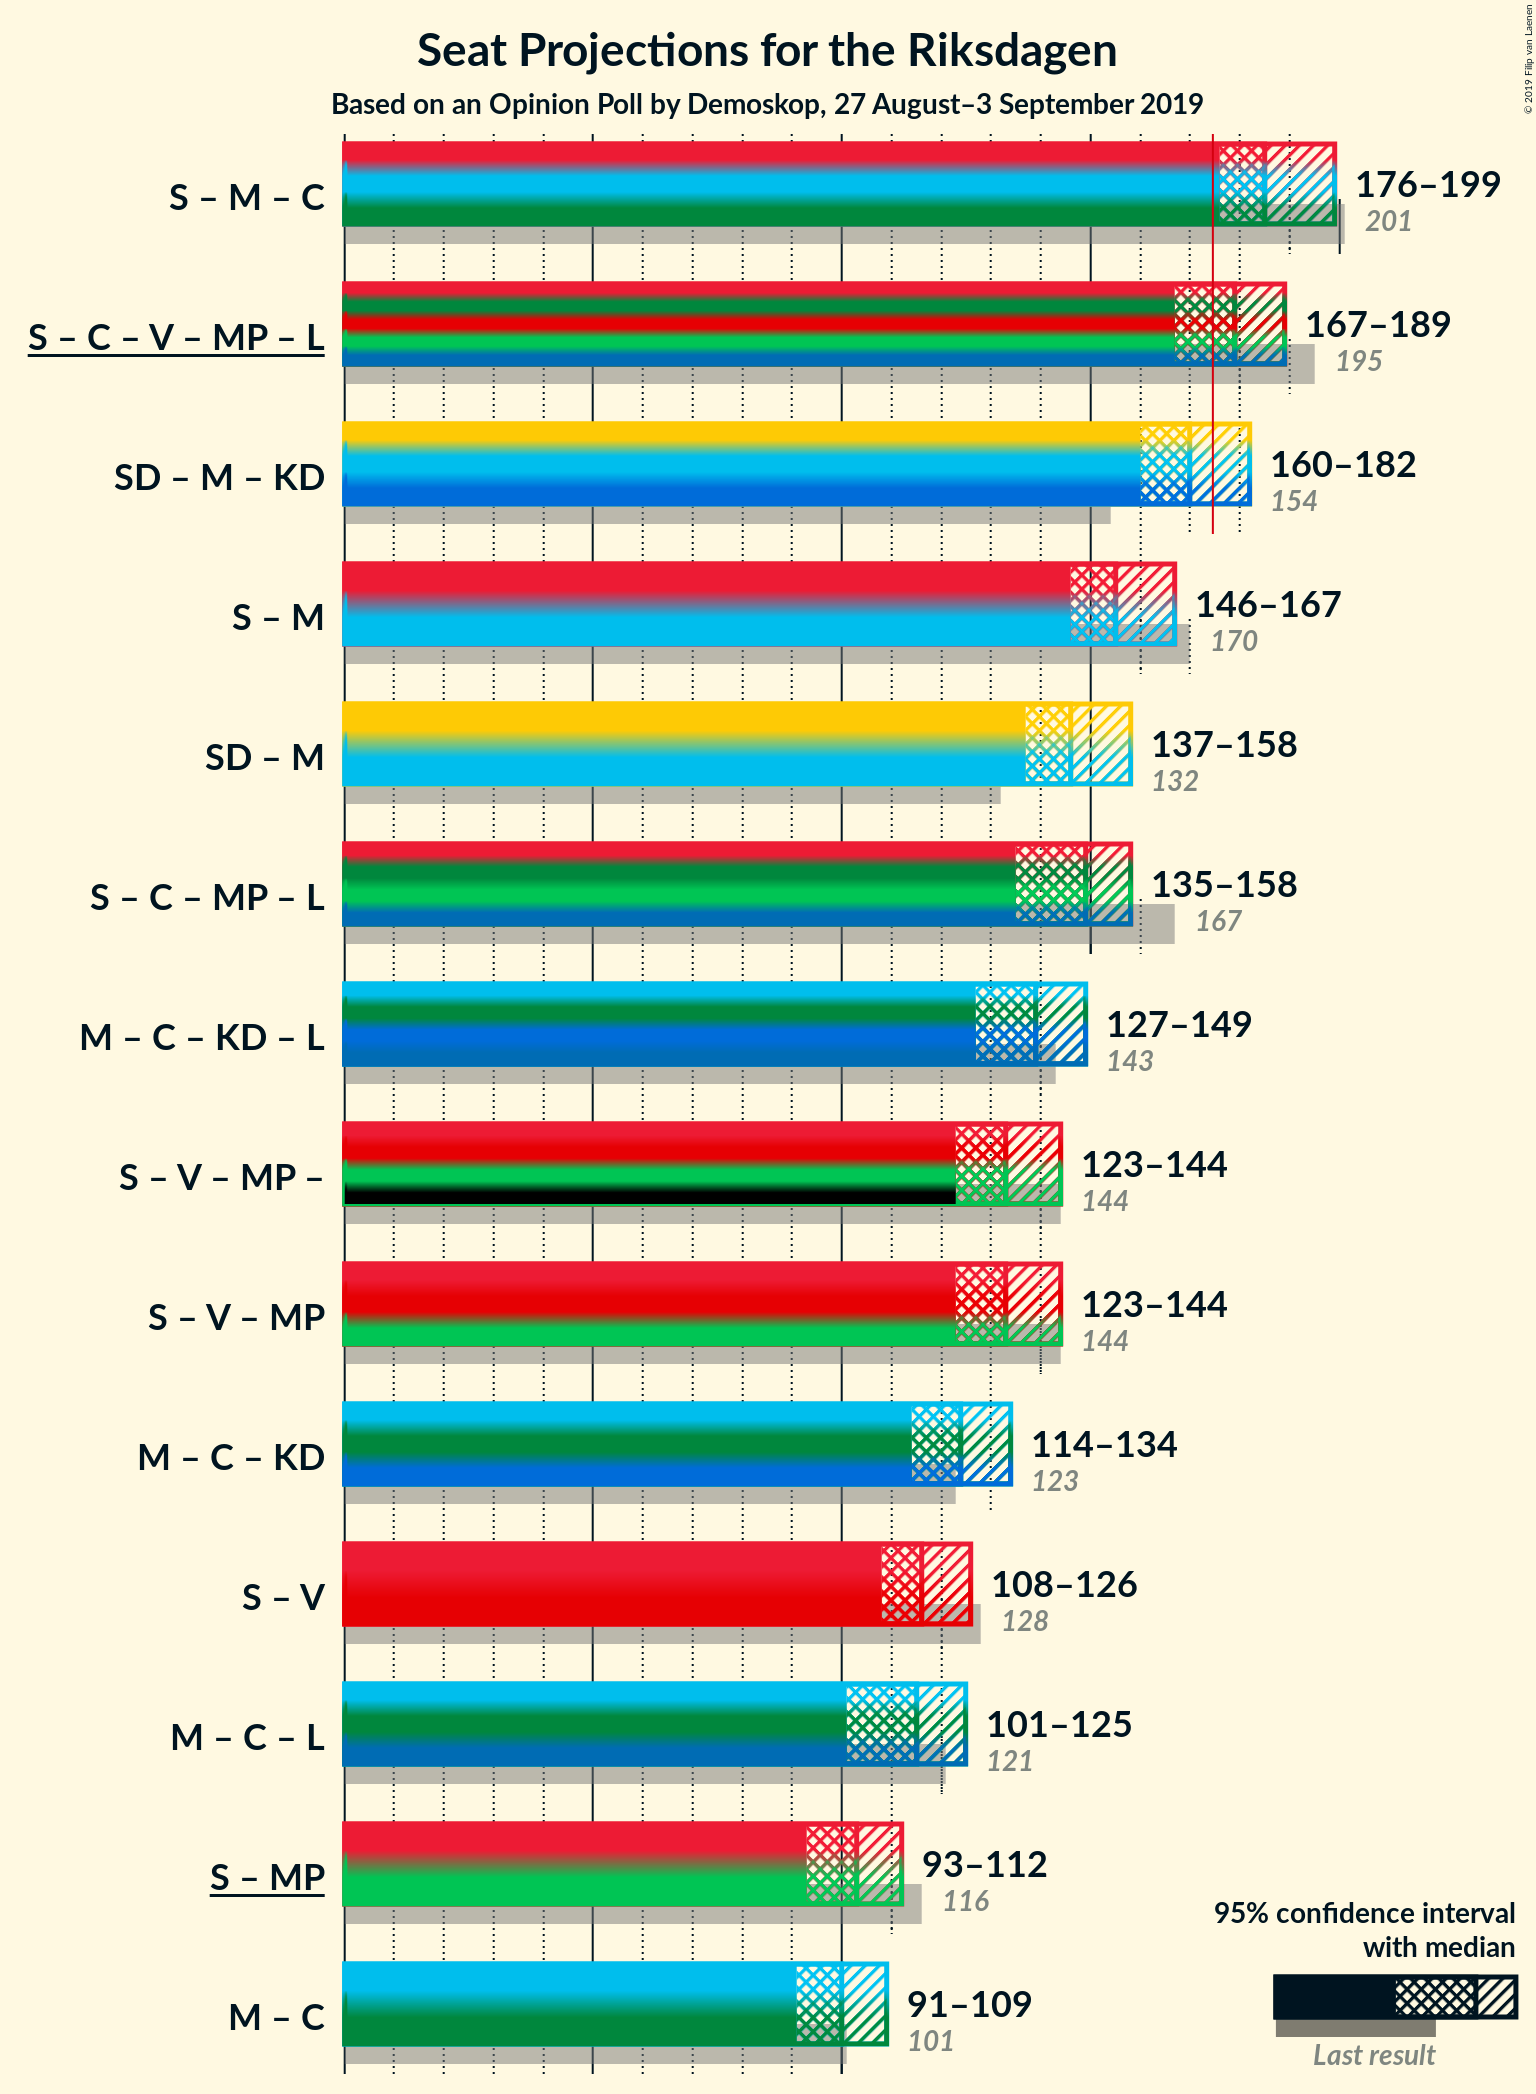 © 2019 Filip van Laenen
Seat Projections for the Riksdagen
Based on an Opinion Poll by Demoskop, 27 August–3 September 2019
S – M – C
176–199
201
S – C – V – MP – L
167–189
195
SD – M – KD
160–182
154
S – M
146–167
170
SD – M
137–158
132
S – C – MP – L
135–158
167
M – C – KD – L
127–149
143
S – V – MP –
123–144
144
S – V – MP
123–144
144
M – C – KD
114–134
123
S – V
108–126
128
M – C – L
101–125
121
S – MP
93–112
116
M – C
91–109
101
95% confidence interval
with median
Last result